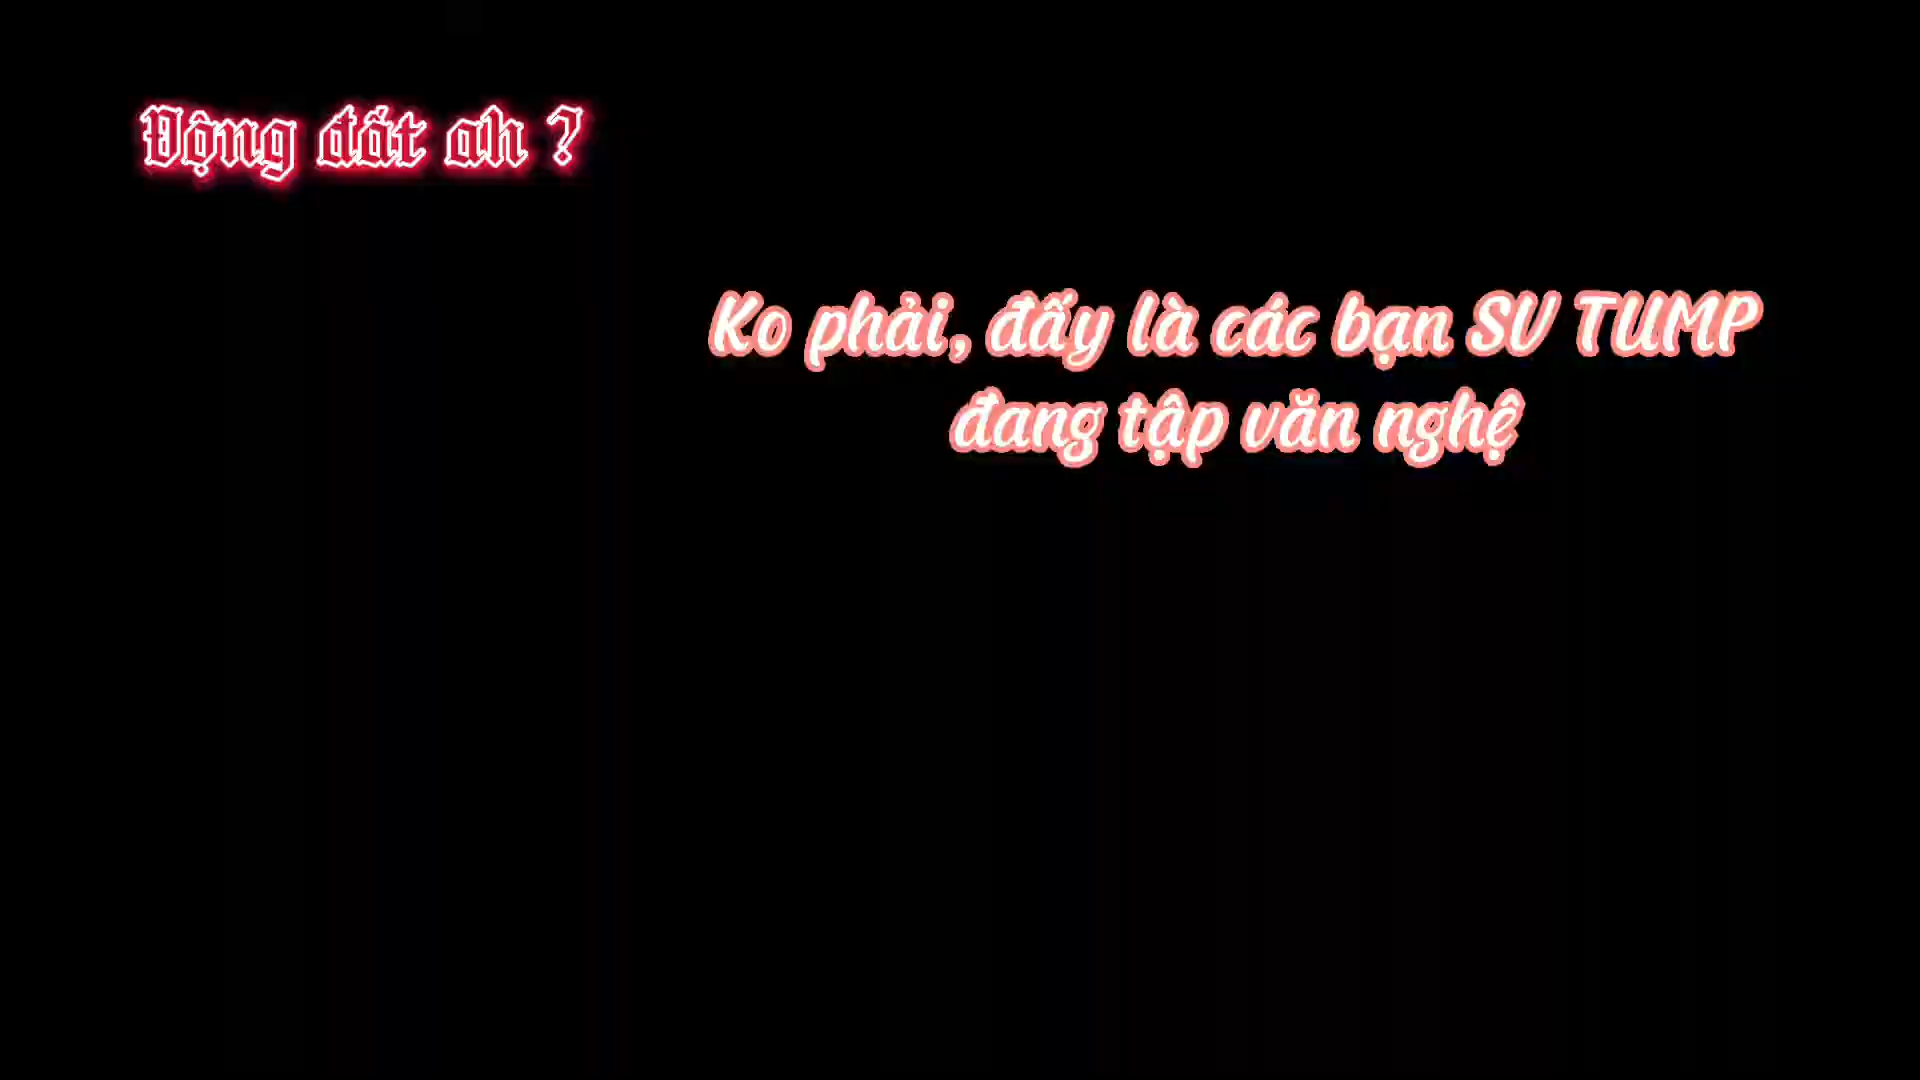 Động đất ah ?
Ko phải, đấy là các bạn SV TUMP
đang tập văn nghệ